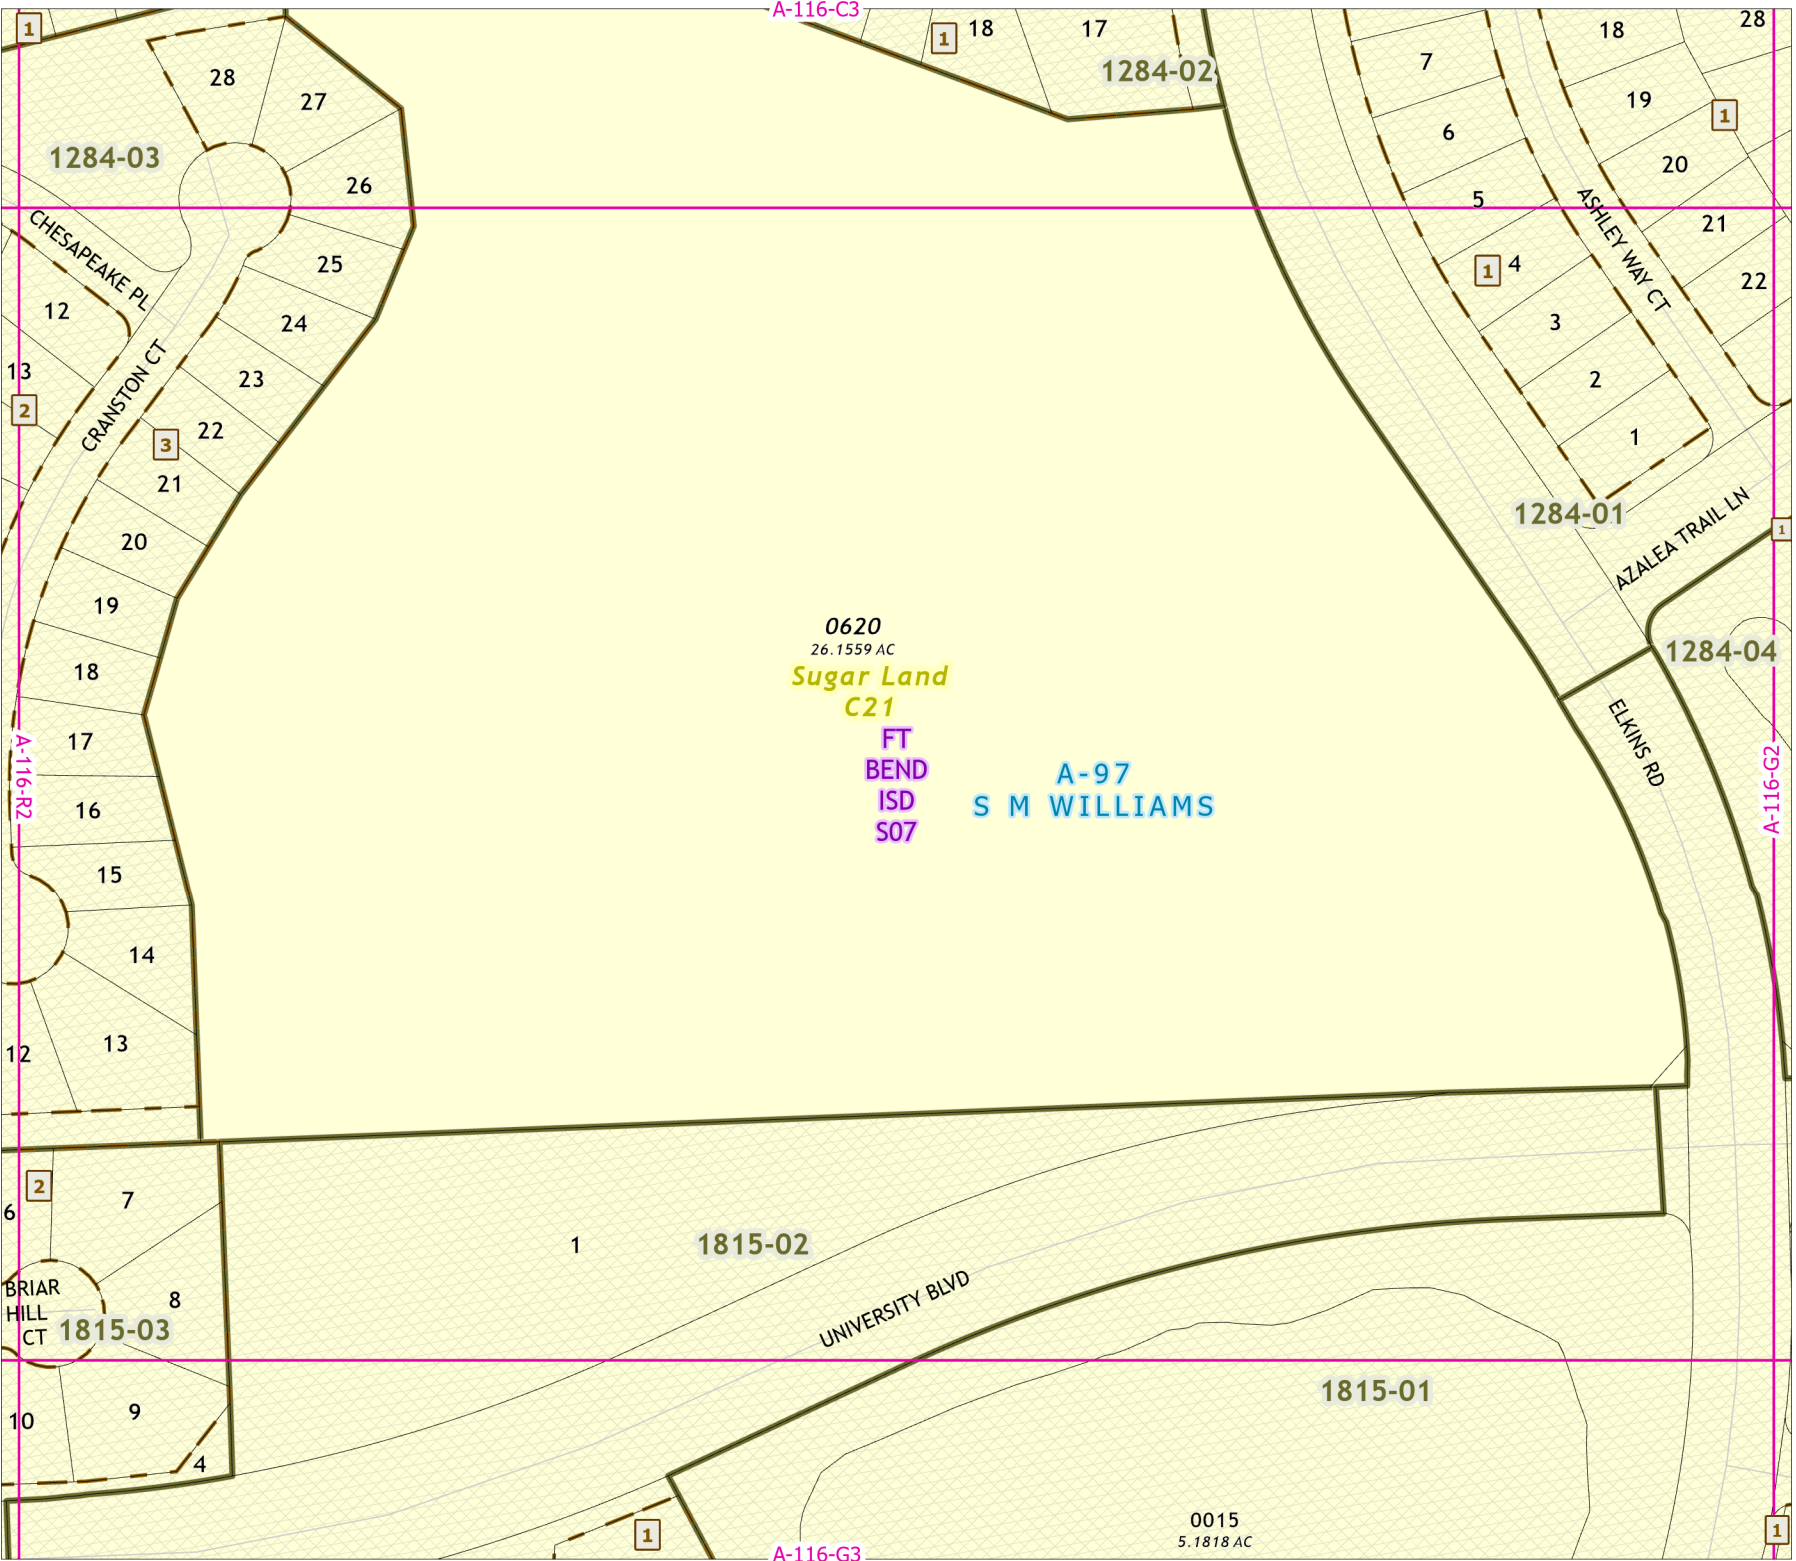 A-116-C3
1
28
27
1284-03
26
CHESAPEAKE PL
25
12
24
13
23
2
CRANSTON CT
3
22
21
20
19
18
17
A-116-R2
16
15
14
13
12
1
18
17
1284-02
7
6
5
1
4
3
2
1
ASHLEY WAY CT
18
28
19
1
20
21
22
1284-01
AZALEA TRAIL LN
1
1284-04
ELKINS RD
A-116-G2
0620
26.1559 AC
Sugar Land
C21
FT
BEND
ISD
S07
A-97
S M WILLIAMS
2
7
6
BRIAR
HILL
CT
8
1815-03
10
9
4
1
1815-02
UNIVERSITY BLVD
1815-01
0015
5.1818 AC
1
1
A-116-G3